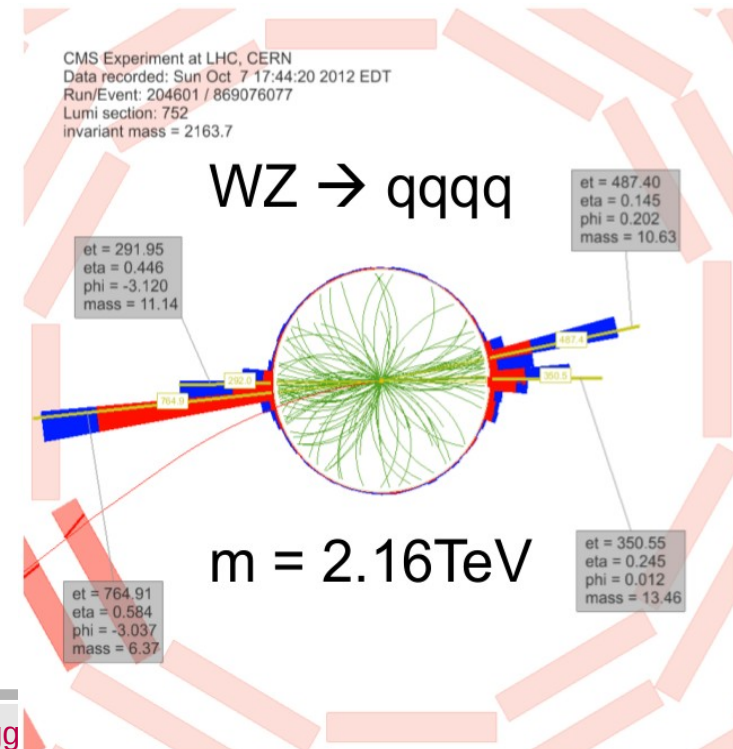 CMS Experiment at LHC, CERN
Data recorded: Sun Oct 7 17:44:20 2012 EDT
Run/Event: 204601 / 869076077
Lumi section: 752
invariant mass = 2163.7
WZ → qqqq
et = 487.40
eta = 0.145
phi = 0.202
mass = 10.63
et = 291.95
eta = 0.446
phi = -3.120
mass = 11.14
487.4
292.0
350.5
764.9
m = 2.16TeV
et = 350.55
eta = 0.245
phi = 0.012
mass = 13.46
et = 764.91
eta = 0.584
phi = -3.037
mass = 6.37